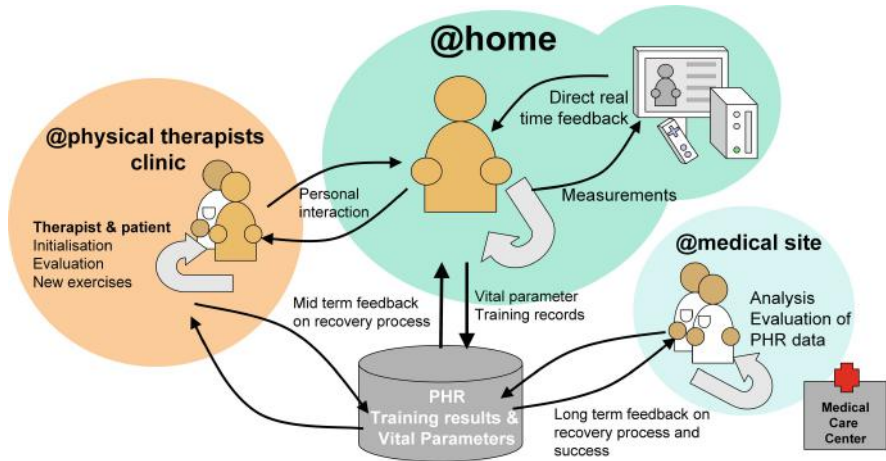 @home
Direct real
time feedback
Measurements
@physical therapists
clinic
Therapist & patient
Initialisation
Evaluation
New exercises
Personal
interaction
@medical site
Analysis
Evaluation of
PHR data
Mid term feedback
on recovery process
Vital parameter
Training records
PHR
Training results &
Vital Parameters
Long term feedback on
recovery process and
success
Medical
Care
Center